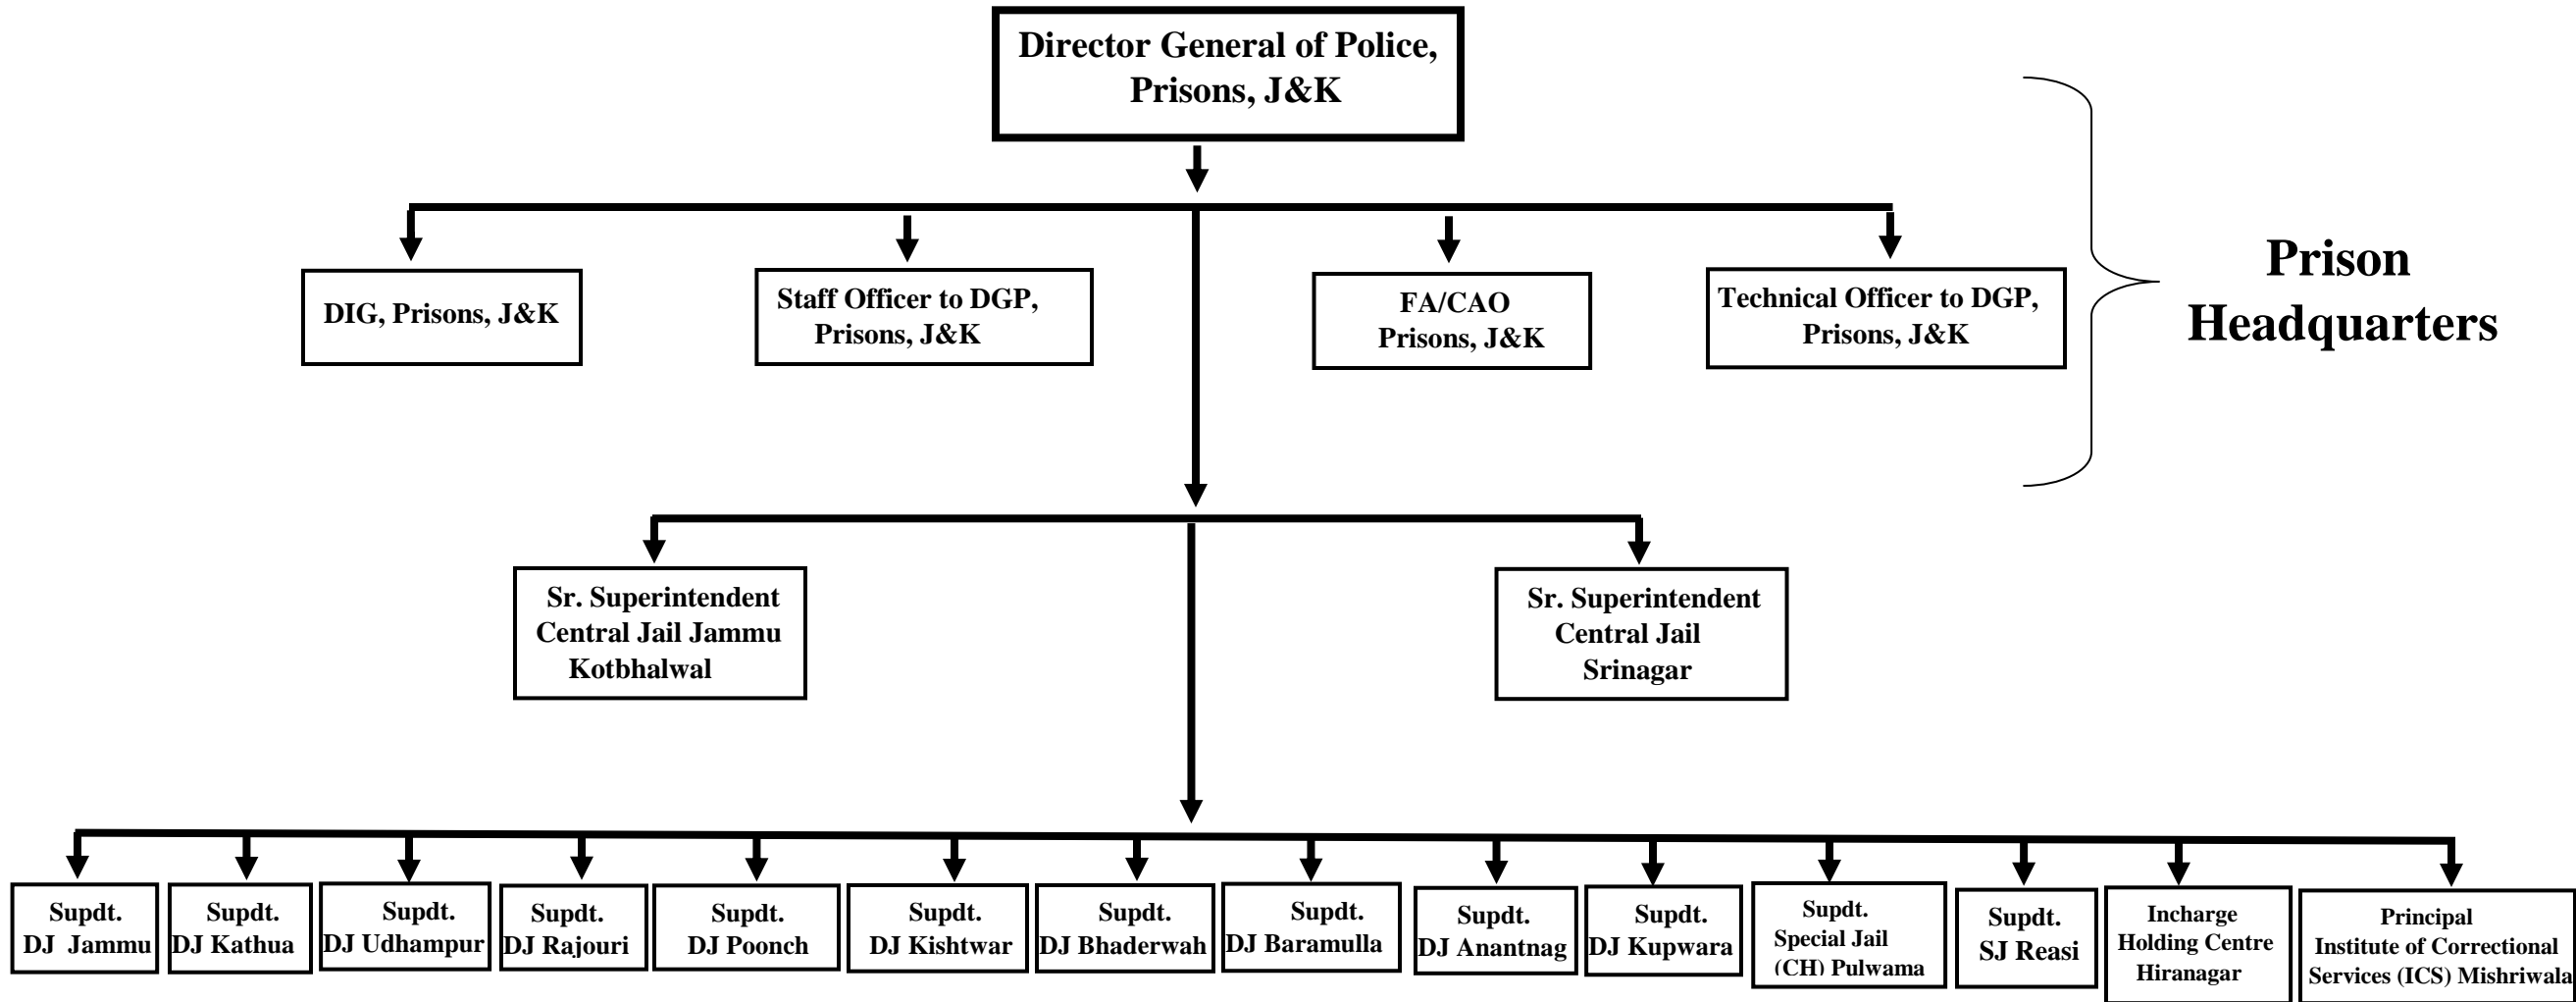 Director General of Police,
Prisons, J&K
DIG, Prisons, J&K
Staff Officer to DGP,
Prisons, J&K
FA/CAO
Prisons, J&K
Technical Officer to DGP,
Prisons, J&K
Prison
Headquarters
Sr. Superintendent
Central Jail Jammu
Kotbhalwal
Sr. Superintendent
Central Jail
Srinagar
Supdt.
DJ Jammu
Supdt.
DJ Kathua
Supdt.
DJ Udhampur
Supdt.
DJ Rajouri
Supdt.
DJ Poonch
Supdt.
DJ Kishtwar
Supdt.
DJ Bhaderwah
Supdt.
DJ Baramulla
Supdt.
DJ Anantnag
Supdt.
DJ Kupwara
Supdt.
Special Jail
(CH) Pulwama
Supdt.
SJ Reasi
Incharge
Holding Centre
Hiranagar
Principal
Institute of Correctional
Services (ICS) Mishriwala